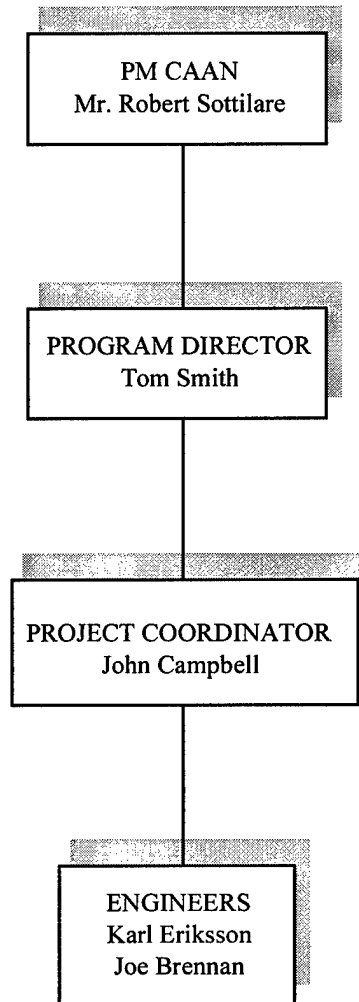 PM CAAN
Mr. Robert Sottilare
PROGRAM DIRECTOR
Tom Smith
PROJECT COORDINATOR
John Campbell
ENGINEERS
Karl Eriksson
Joe Brennan